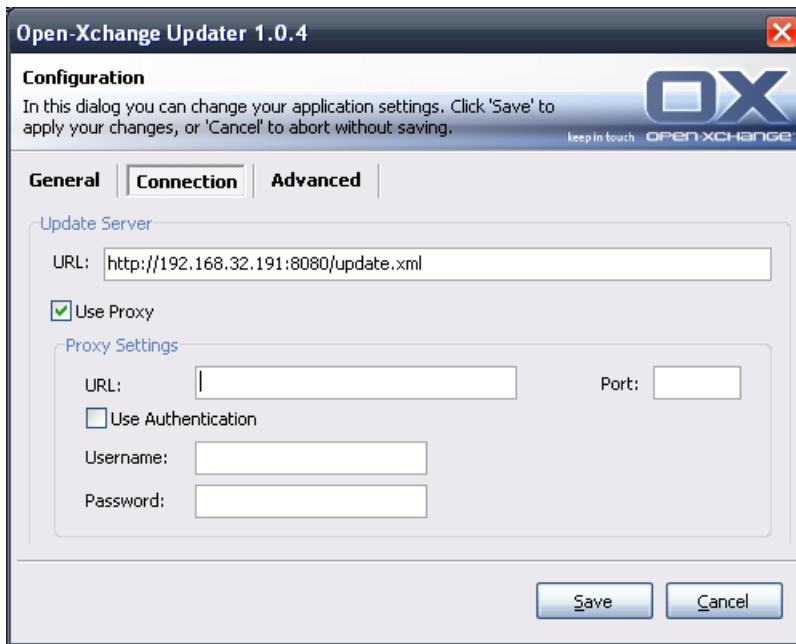 Open-Xchange Updater 1.0.4
Configuration
In this dialog you can change your application settings. Click 'Save' to
apply your changes, or 'Cancel' to abort without saving.
OX
keep in touch OPEN-XCHANGE
General Connection Advanced
Update Server
URL: http://192.168.32.191:8080/update.xml
Use Proxy
Proxy Settings
URL: Port:
Use Authentication
Username:
Password:
Save Cancel